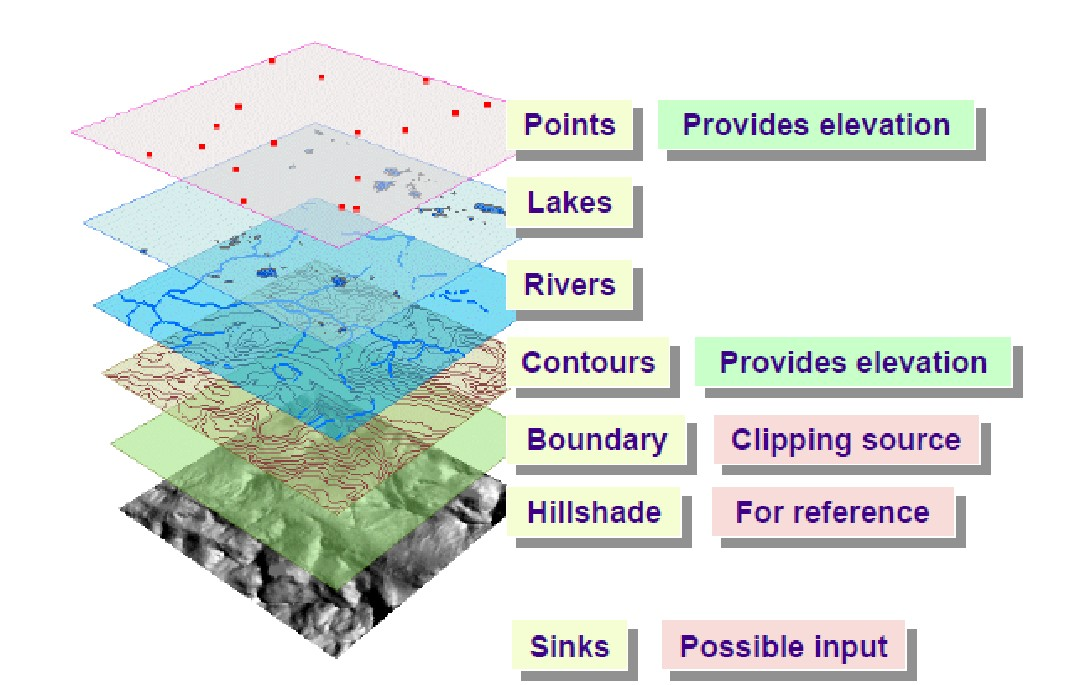 Points Provides elevation
Lakes
Rivers
Contours Provides elevation
Boundary Clipping source
Hillshade For reference
Sinks Possible input